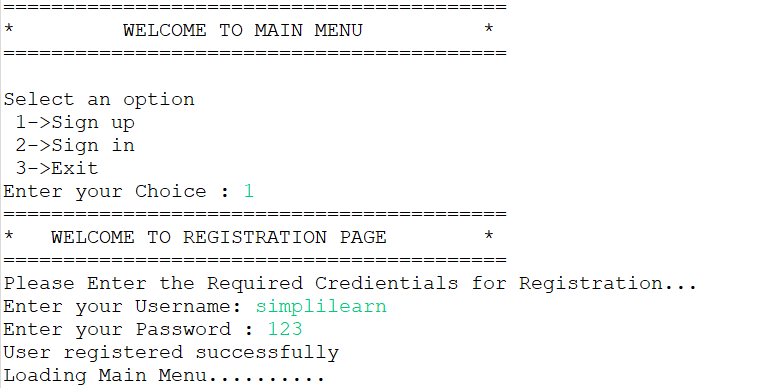 ==========================================
*         WELCOME TO MAIN MENU          *
==========================================
Select an option
 1->Sign up
 2->Sign in
 3->Exit
Enter your Choice : 1
==========================================
*   WELCOME TO REGISTRATION PAGE        *
==========================================
Please Enter the Required Credientials for Registration...
Enter your Username: simplilearn
Enter your Password : 123
User registered successfully
Loading Main Menu..........